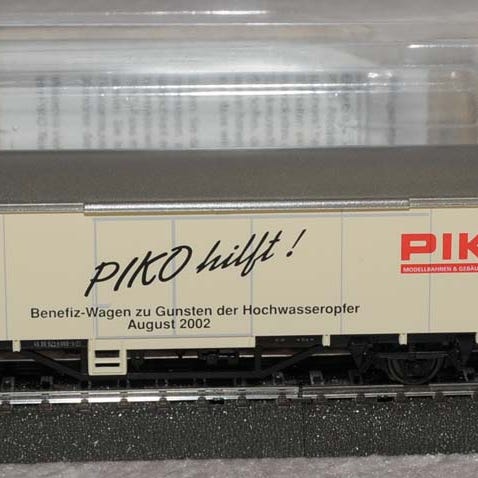 PIKO hilft!
Benefiz-Wagen zu Gunsten der Hochwasseropfer
August 2002
PIK
MODELLBAHNEN & GEBÄU